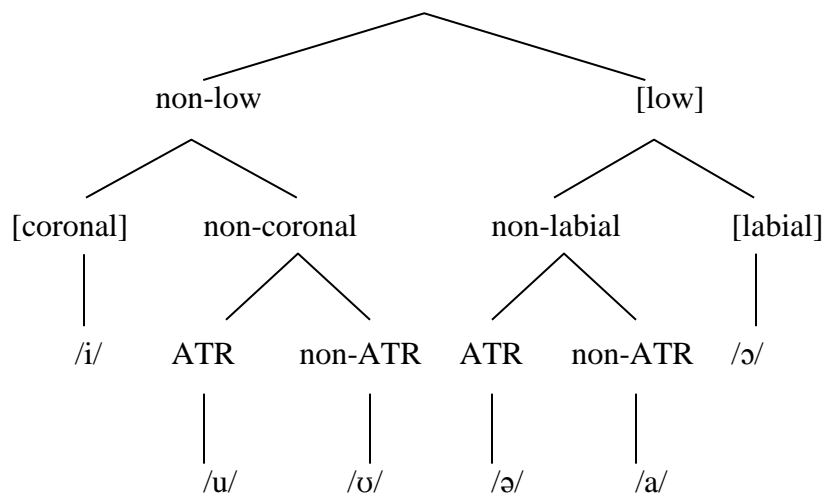 non-low [low]
[coronal] non-coronal non-labial [labial]
/i/ ATR non-ATR ATR non-ATR /ɔ/
/u/ /ʊ/ /ə/ /a/